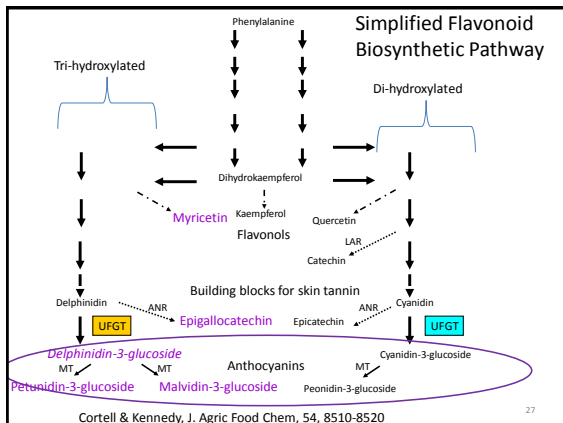 Simplified Flavonoid
Biosynthetic Pathway
Phenylalanine
Tri-hydroxylated
Di-hydroxylated
Dihydrokaempferol
Myricetin
Kaempferol
Quercetin
Flavonols
LAR
Catechin
Building blocks for skin tannin
Delphinidin
ANR
Epigallocatechin
Epicatechin
ANR
Cyanidin
UFGT
UFGT
Delphinidin-3-glucoside
Anthocyanins
Cyanidin-3-glucoside
MT
MT
MT
Petunidin-3-glucoside
Malvidin-3-glucoside
Peonidin-3-glucoside
Cortell & Kennedy, J. Agric Food Chem, 54, 8510-8520
27